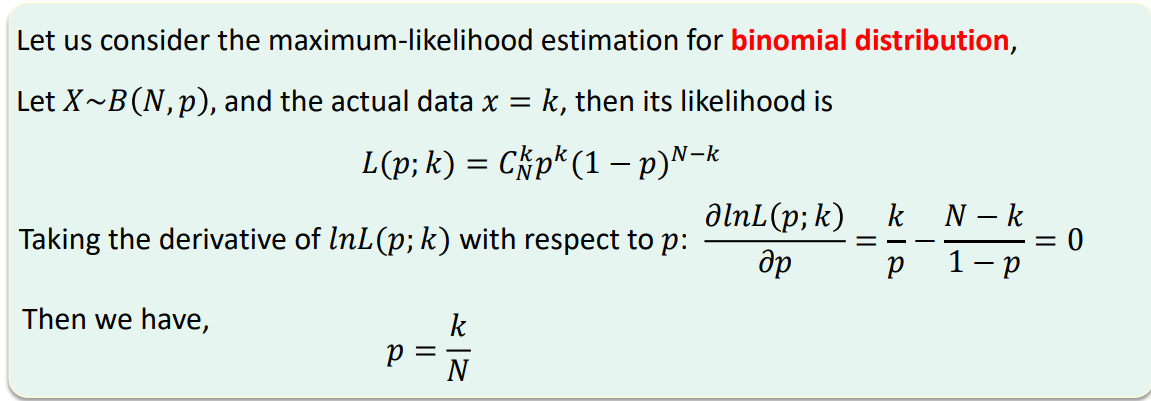 Let us consider the maximum-likelihood estimation for binomial distribution,
Let X~B(N, p), and the actual data x = k, then its likelihood is
L(p; k) = C_N^k p^k (1 − p)^{N−k}
Taking the derivative of lnL(p; k) with respect to p: ∂lnL(p; k)/∂p = k/p − (N − k)/(1 − p) = 0
Then we have,
p = k/N